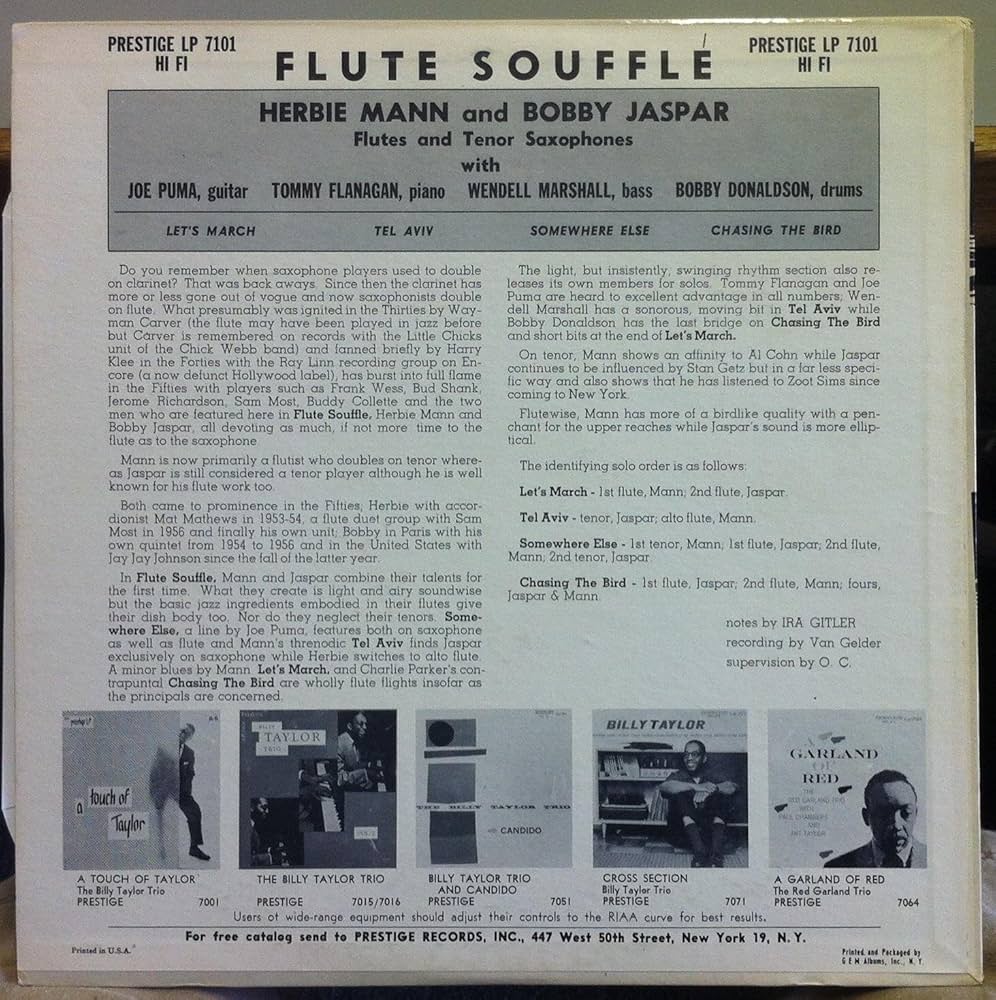 PRESTIGE LP 7101
HI FI
FLUTE SOUFFLÉ
PRESTIGE LP 7101
HI FI
HERBIE MANN and BOBBY JASPAR
Flutes and Tenor Saxophones
with
JOE PUMA, guitar TOMMY FLANAGAN, piano WENDELL MARSHALL, bass BOBBY DONALDSON, drums
LET'S MARCH TEL AVIV SOMEWHERE ELSE CHASING THE BIRD
Do you remember when saxophone players used to double
on clarinet? That was back aways. Since then the clarinet has
more or less gone out of vogue and now saxophonists double
on flute. What presumably was ignited in the Thirties by Way-
man Carver (the flute may have been played in jazz before
but Carver is remembered on records with the Little Chicks
unit of the Chick Webb band) and fanned briefly by Harry
Klee in the Forties with the Ray Linn recording group on En-
core (a now defunct Hollywood label), has burst into full flame
in the Fifties with players such as Frank Wess, Bud Shank,
Jerome Richardson, Sam Most, Buddy Collette and the two
men who are featured here in Flute Souffle, Herbie Mann and
Bobby Jaspar, all devoting as much, if not more time to the
flute as to the saxophone
Mann is now primarily a flutist who doubles on tenor where-
as Jaspar is still considered a tenor player although he is well
known for his flute work too.
Both came to prominence in the Fifties, Herbie with accor-
dionist Mat Mathews in 1953-54, a flute duet group with Sam
Most in 1956 and finally his own unit; Bobby in Paris with his
own quintet from 1954 to 1956 and in the United States with
Jay Jay Johnson since the fall of the latter year.
In Flute Souffle, Mann and Jaspar combine their talents for
the first time. What they create is light and airy soundwise
but the basic jazz ingredients embodied in their flutes give
their dish body too. Nor do they neglect their tenors. Some-
where Else, a line by Joe Puma, features both on saxophone
as well as flute and Mann's threnodic Tel Aviv finds Jaspar
exclusively on saxophone while Herbie switches to alto flute.
A minor blues by Mann Let's March, and Charlie Parker's con-
trapuntal Chasing The Bird are wholly flute flights insofar as
the principals are concerned.
The light, but insistently, swinging rhythm section also re-
leases its own members for solos. Tommy Flanagan and Joe
Puma are heard to excellent advantage in all numbers; Wen-
dell Marshall has a sonorous, moving bit in Tel Aviv while
Bobby Donaldson has the last bridge on Chasing The Bird
and short bits at the end of Let's March.
On tenor, Mann shows an affinity to Al Cohn while Jaspar
continues to be influenced by Stan Getz but in a far less speci-
fic way and also shows that he has listened to Zoot Sims since
coming to New York.
Flutewise, Mann has more of a birdlike quality with a pen-
chant for the upper reaches while Jaspar's sound is more ellip-
tical.
The identifying solo order is as follows:
Let's March - 1st flute, Mann; 2nd flute, Jaspar.
Tel Aviv - tenor, Jaspar; alto flute, Mann.
Somewhere Else - 1st tenor, Mann; 1st flute, Jaspar; 2nd flute,
Mann; 2nd tenor, Jaspar
Chasing The Bird - 1st flute, Jaspar; 2nd flute, Mann; fours,
Jaspar & Mann
notes by IRA GITLER
recording by Van Gelder
supervision by O. C.
a touch of
Taylor
BILLY
TAYLOR
TRIO
THE BILLY TAYLOR TRIO
CANDIDO
BILLY TAYLOR
GARLAND
OF
RED
THE
RED GARLAND TRIO
WITH
PAUL CHAMBERS
AND
ART TAYLOR
A TOUCH OF TAYLOR
The Billy Taylor Trio
PRESTIGE 7001
THE BILLY TAYLOR TRIO
PRESTIGE 7015/7016
BILLY TAYLOR TRIO
AND CANDIDO
PRESTIGE 7051
CROSS SECTION
Billy Taylor Trio
PRESTIGE 7071
A GARLAND OF RED
The Red Garland Trio
PRESTIGE 7064
Users of wide-range equipment should adjust their controls to the RIAA curve for best results.
For free catalog send to PRESTIGE RECORDS, INC., 447 West 50th Street, New York 19, N. Y.
Printed in U.S.A.
Printed and Packaged by
G E M Albums, Inc., N. Y.